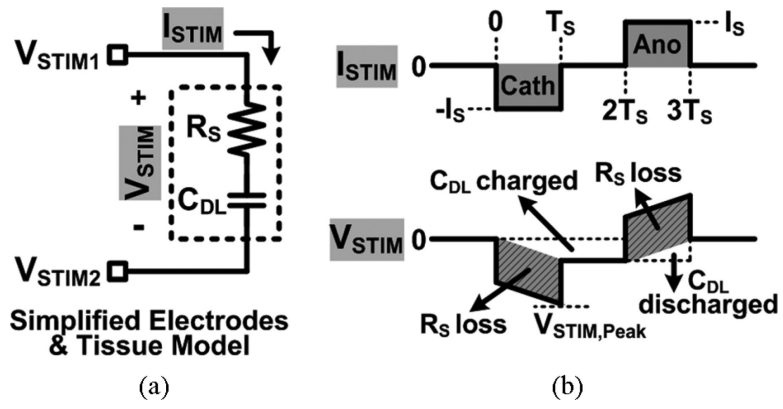 ISTIM
VSTIM1
+
RS
VSTIM
CDL
-
VSTIM2
Simplified Electrodes
& Tissue Model
(a)
0 TS
IS
ISTIM 0
Ano
Cath
-IS
2TS 3TS
RS loss
CDL charged
VSTIM 0
CDL
discharged
RS loss
VSTIM,Peak
(b)